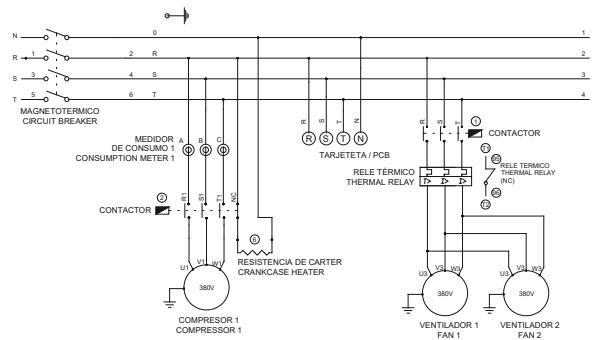 N 0 1
R 1 2 R 2
S 3 4 S 3
T 5 6 T 4
MAGNETOTERMICO
CIRCUIT BREAKER
MEDIDOR
DE CONSUMO 1
CONSUMPTION METER 1
A B C
R S T N
R S T N
TARJETETA / PCB
R S T
1
CONTACTOR
RELE TÉRMICO
THERMAL RELAY
I> I> I>
T1
95
RELE TERMICO
THERMAL RELAY
(NC)
96
T2
2
CONTACTOR
R1 S1 T1 NC
6
RESISTENCIA DE CARTER
CRANKCASE HEATER
U1 V1 W1
380V
COMPRESOR 1
COMPRESSOR 1
U3 V3 W3
380V
VENTILADOR 1
FAN 1
U3 V3 W3
380V
VENTILADOR 2
FAN 2